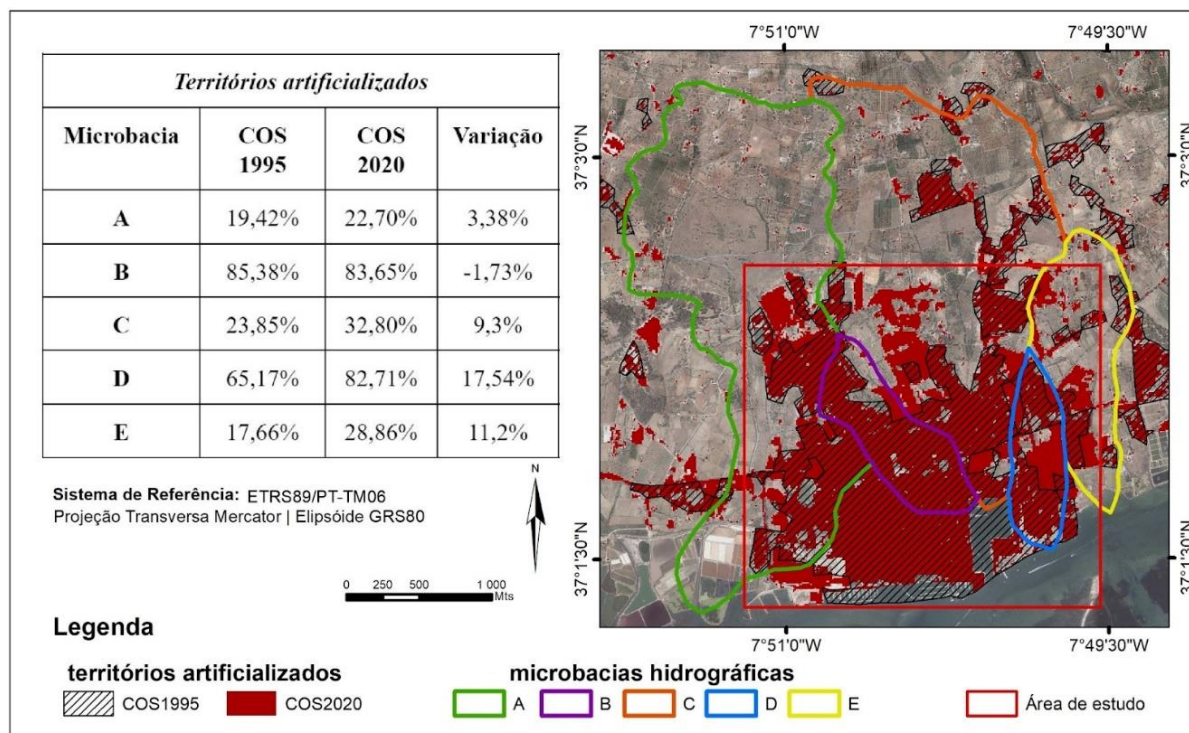 Territórios artificializados
Microbacia COS 1995 COS 2020 Variação
A 19,42% 22,70% 3,38%
B 85,38% 83,65% -1,73%
C 23,85% 32,80% 9,3%
D 65,17% 82,71% 17,54%
E 17,66% 28,86% 11,2%
Sistema de Referência: ETRS89/PT-TM06
Projeção Transversa Mercator | Elipsóide GRS80
N
0 250 500 1 000
Mts
7°51'0"W 7°49'30"W
37°3'0"N 37°3'0"N
37°1'30"N 37°1'30"N
7°51'0"W 7°49'30"W
Legenda
territórios artificializados
COS1995 COS2020
microbacias hidrográficas
A B C D E
Área de estudo